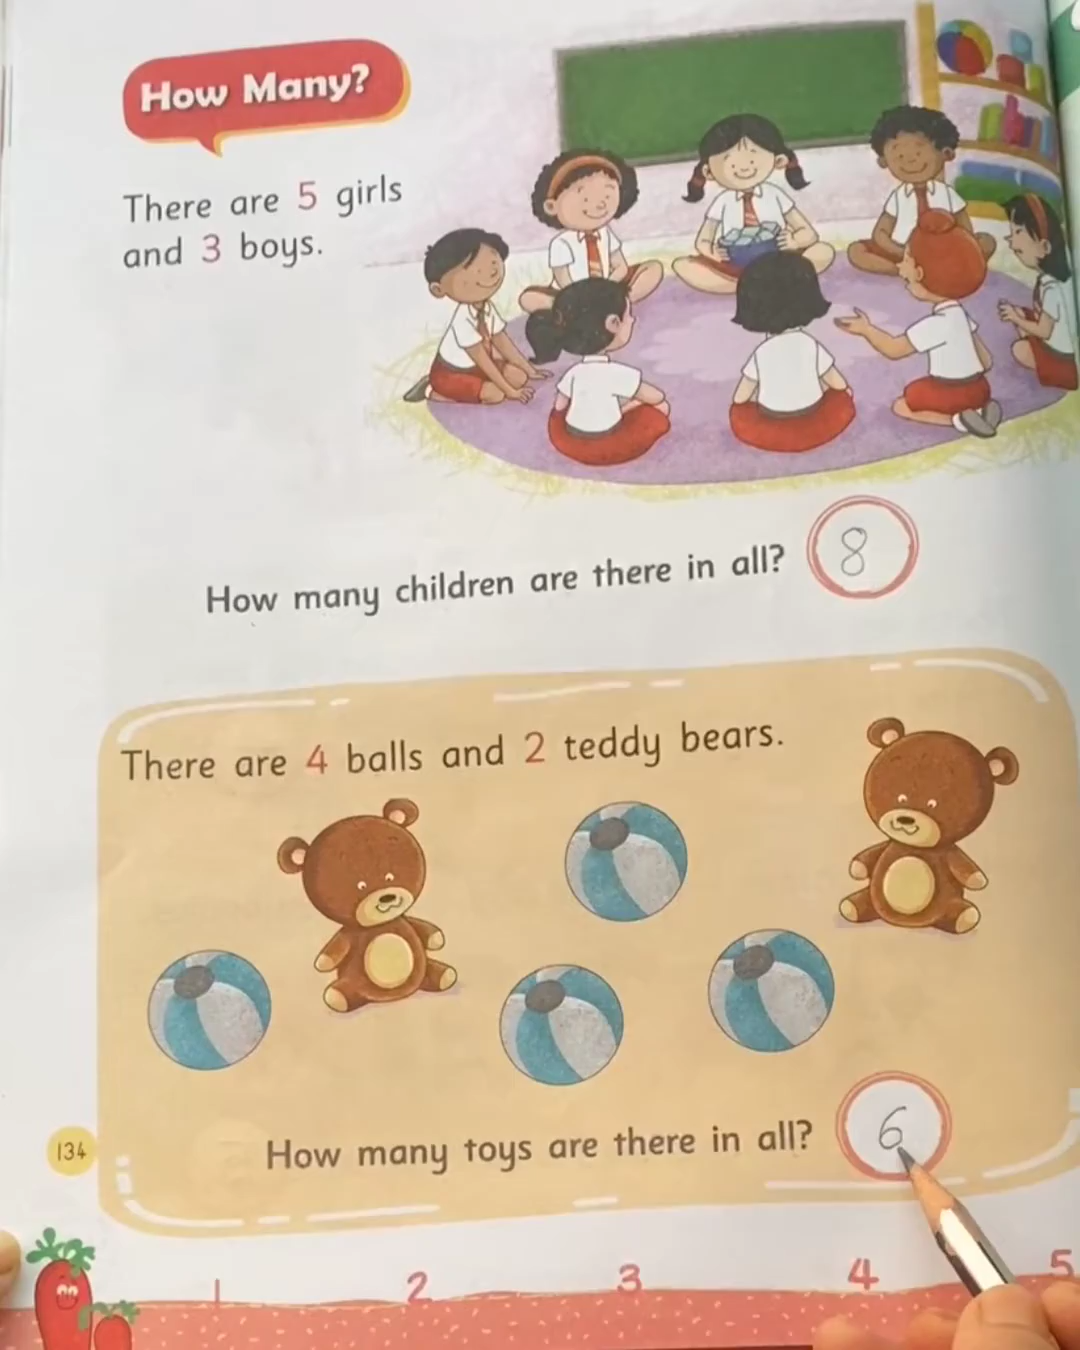 How Many?
There are 5 girls
and 3 boys.
How many children are there in all? 8
There are 4 balls and 2 teddy bears.
How many toys are there in all? 6
134
1 2 3 4 5